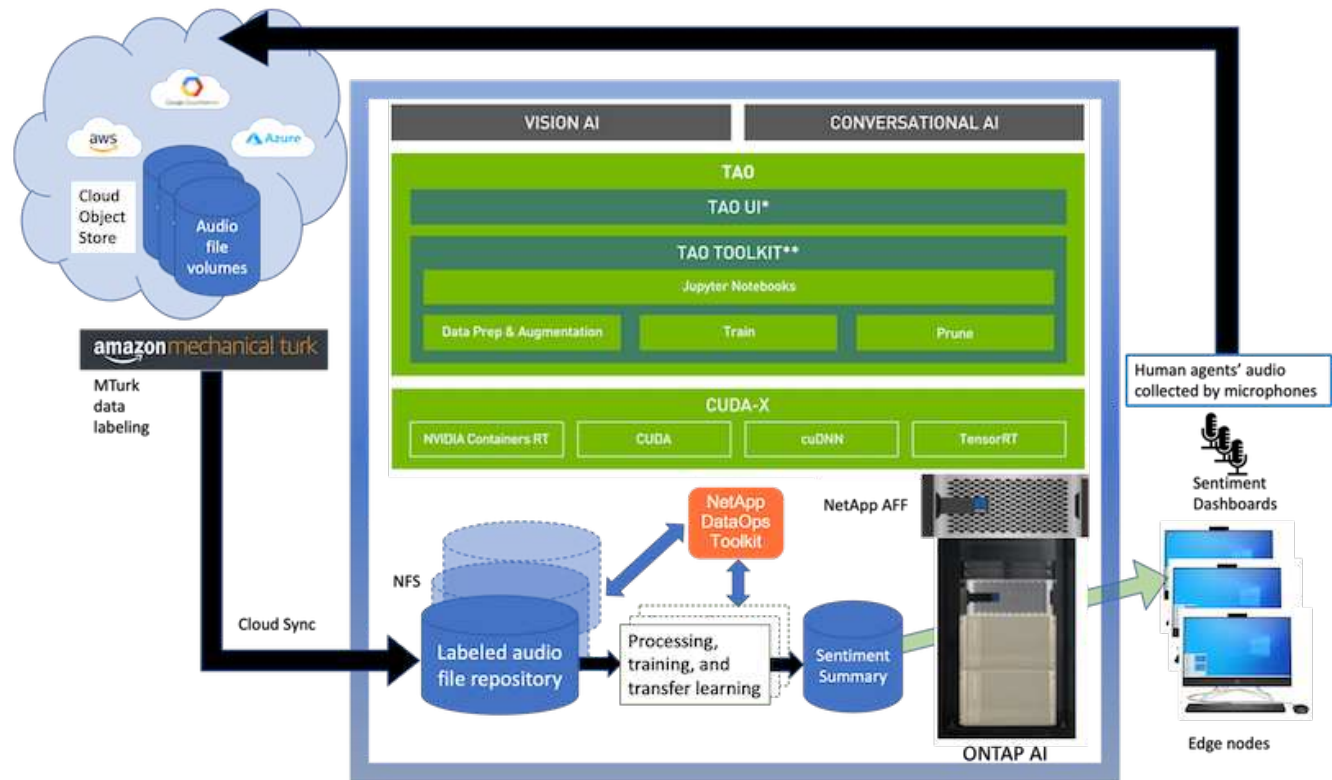 Google Cloud Platform
aws
Azure
Cloud
Object
Store
Audio
file
volumes
amazon mechanical turk
MTurk
data
labeling
Cloud Sync
VISION AI
CONVERSATIONAL AI
TAO
TAO UI*
TAO TOOLKIT**
Jupyter Notebooks
Data Prep & Augmentation
Train
Prune
CUDA-X
NVIDIA Containers RT
CUDA
cuDNN
TensorRT
NetApp
DataOps
Toolkit
NetApp AFF
NFS
Labeled audio
file repository
Processing,
training, and
transfer learning
Sentiment
Summary
ONTAP AI
Human agents’ audio
collected by microphones
Sentiment
Dashboards
Edge nodes